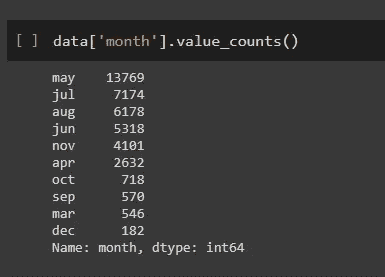 [ ] data['month'].value_counts()
may 13769
jul 7174
aug 6178
jun 5318
nov 4101
apr 2632
oct 718
sep 570
mar 546
dec 182
Name: month, dtype: int64